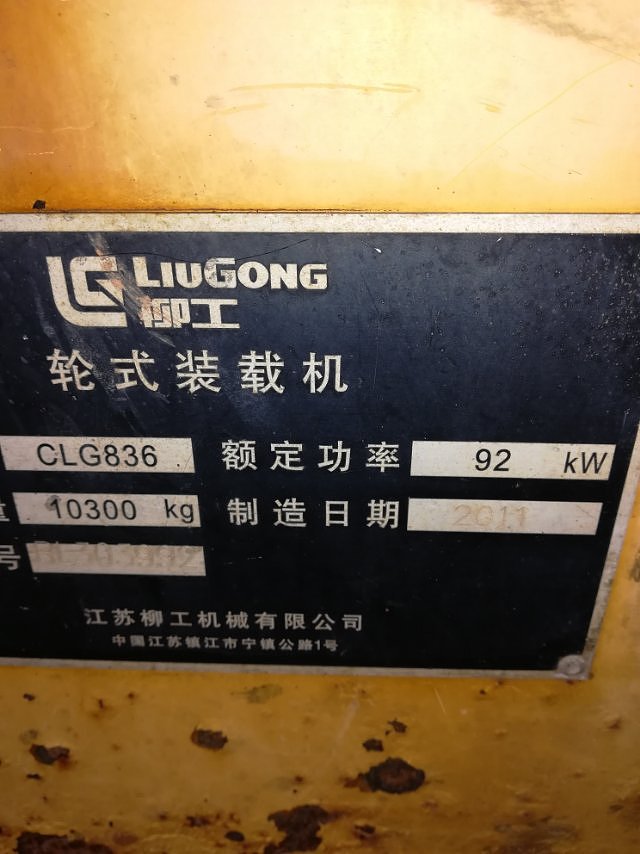 LIUGONG
柳工
轮式装载机
CLG836 额定功率 92 kW
量 10300 kg 制造日期 2011
号
江苏柳工机械有限公司
中国江苏镇江市宁镇公路1号